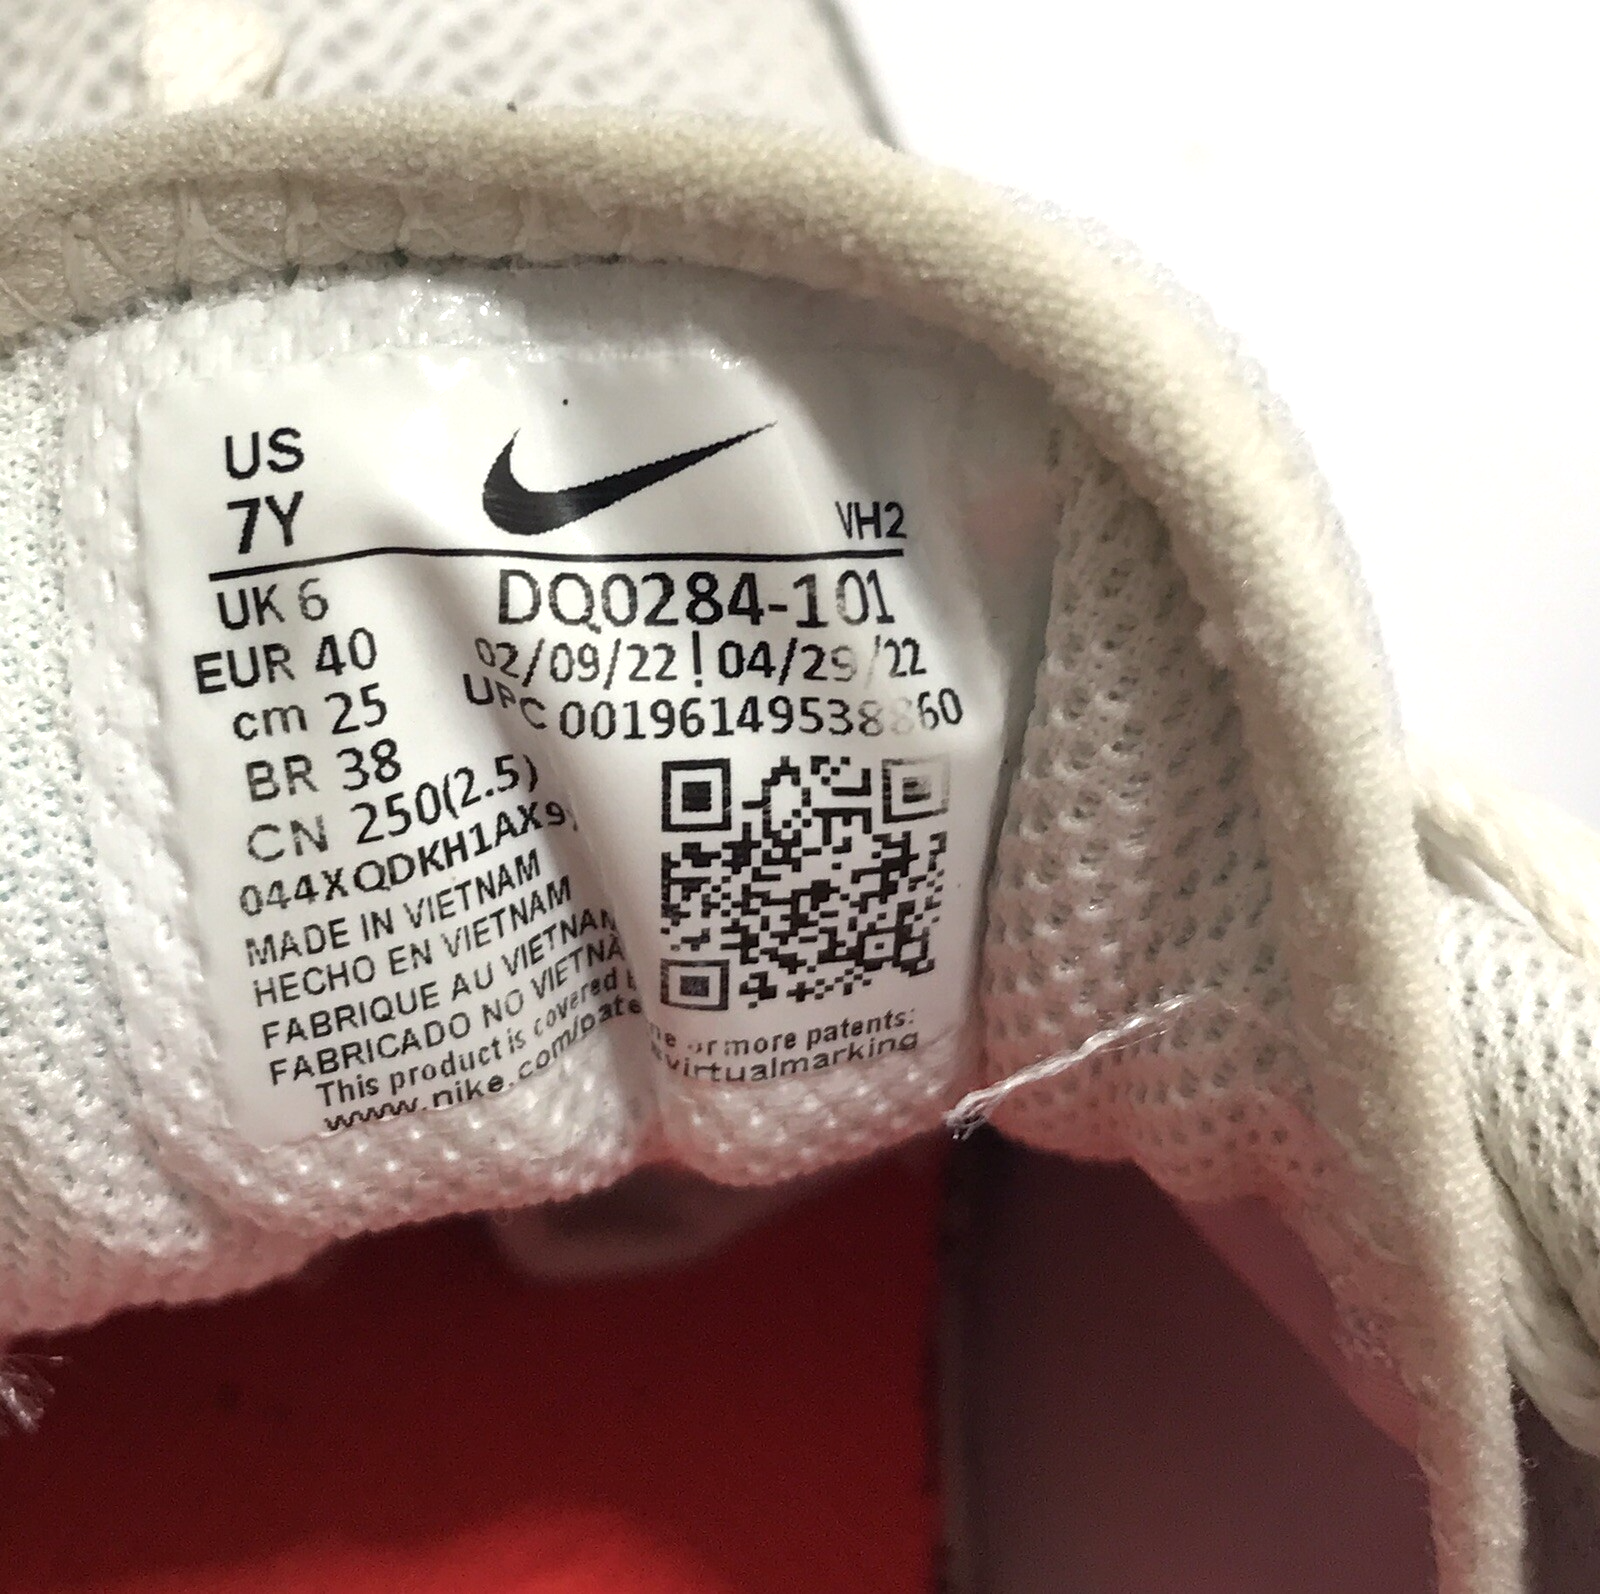 US
7Y
VH2
UK 6
EUR 40
cm 25
BR 38
CN 250(2.5)
044XQDKH1AX9
MADE IN VIETNAM
HECHO EN VIETNAM
FABRIQUE AU VIETNAM
FABRICADO NO VIETNA
This product is covered
www.nike.com/pate
DQ0284-101
02/09/22 ! 04/29/22
UPC 00196149538860
or more patents:
virtualmarking